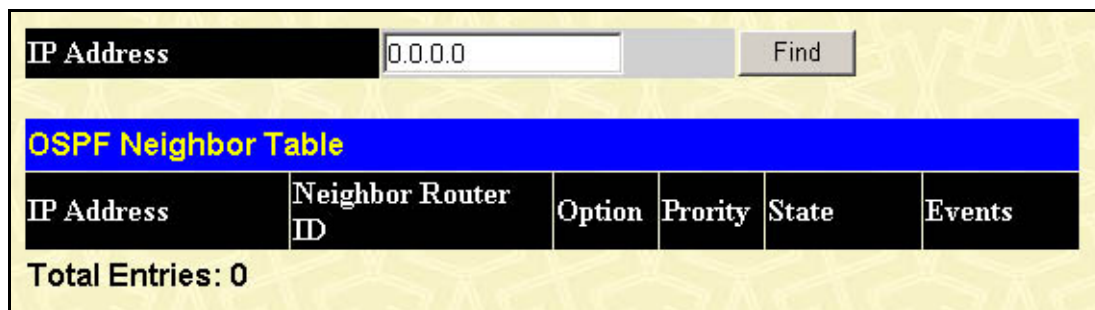 IP Address 0.0.0.0 Find
OSPF Neighbor Table
IP Address Neighbor Router ID Option Prority State Events
Total Entries: 0